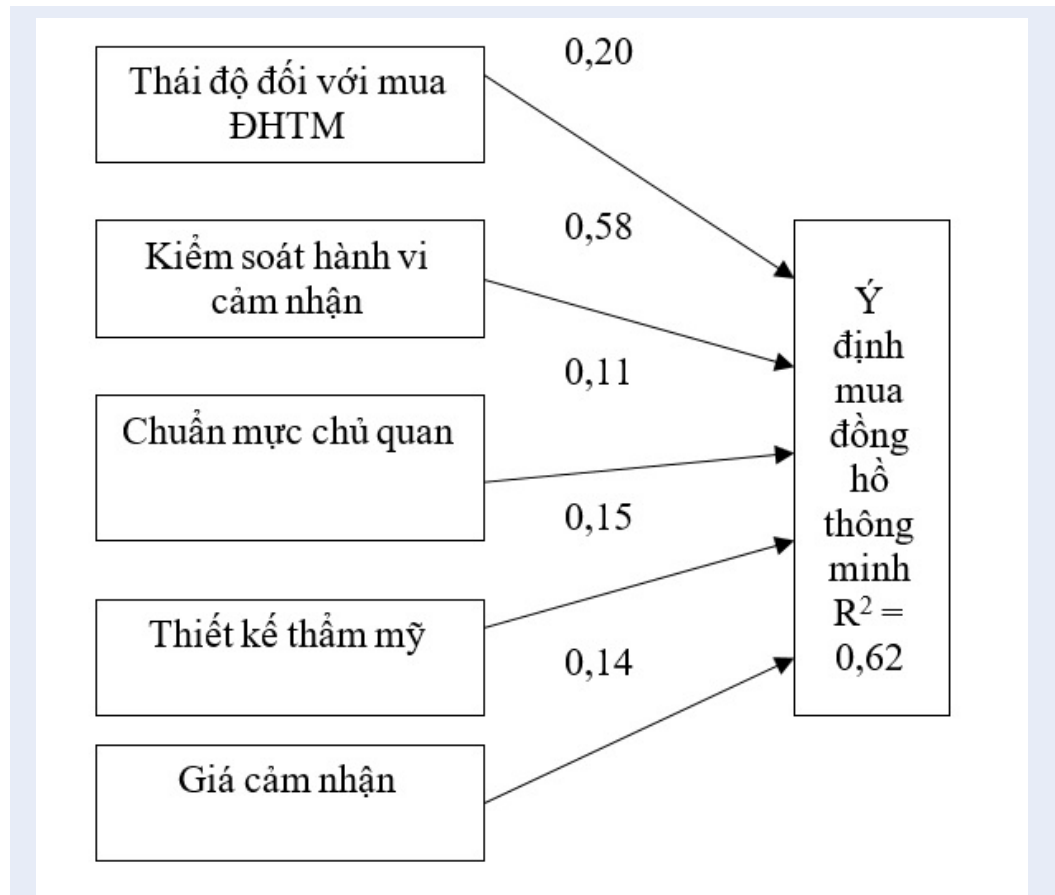 0,20
Thái độ đối với mua
ĐHTM
0,58
Kiểm soát hành vi
cảm nhận
0,11
Chuẩn mực chủ quan
0,15
Thiết kế thẩm mỹ
0,14
Giá cảm nhận
Ý
định
mua
đồng
hồ
thông
minh
R² =
0,62